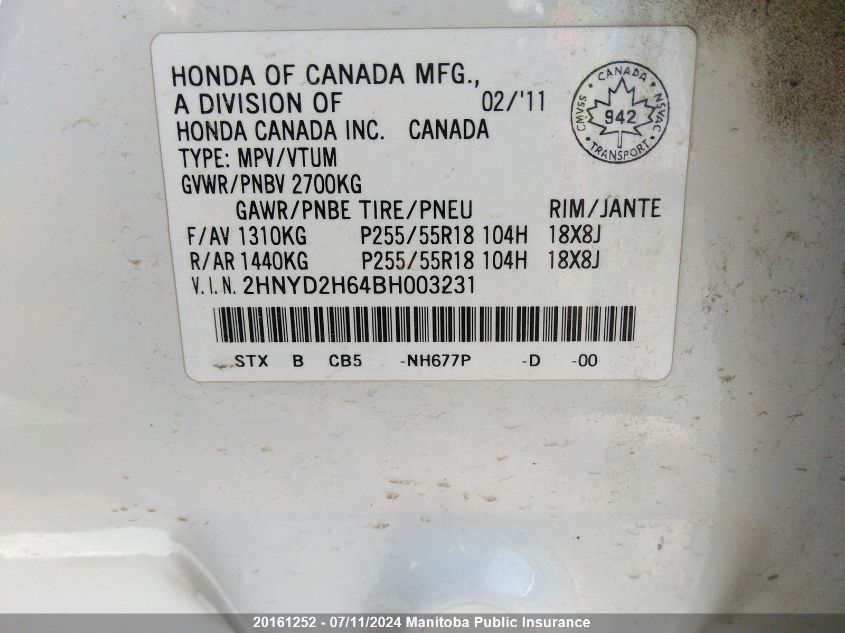 HONDA OF CANADA MFG.,
A DIVISION OF 02/'11
HONDA CANADA INC. CANADA
TYPE: MPV/VTUM
GVWR/PNBV 2700KG
GAWR/PNBE TIRE/PNEU RIM/JANTE
F/AV 1310KG P255/55R18 104H 18X8J
R/AR 1440KG P255/55R18 104H 18X8J
V.I.N. 2HNYD2H64BH003231
STX B CB5 -NH677P -D -00
CANADA
CMVSS 942 NSVAC
TRANSPORT
20161252 - 07/11/2024 Manitoba Public Insurance